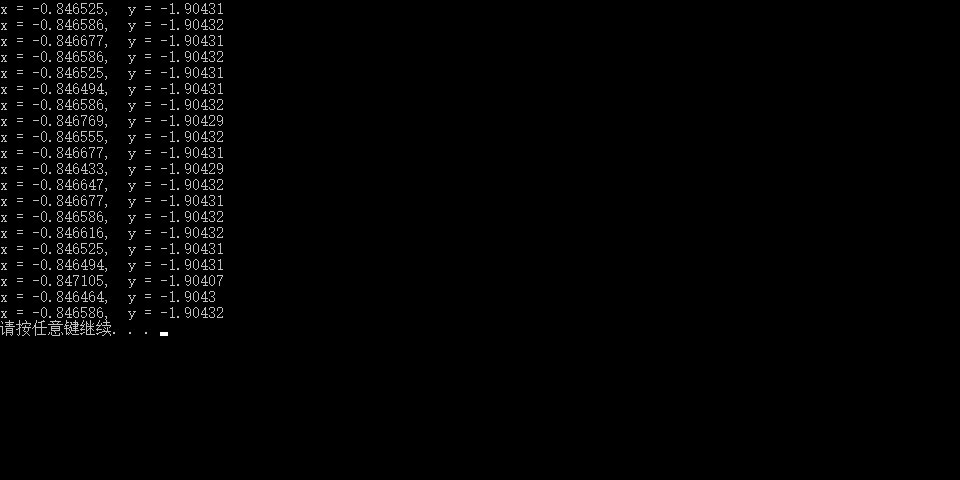 x = -0.846525,  y = -1.90431
x = -0.846586,  y = -1.90432
x = -0.846677,  y = -1.90431
x = -0.846586,  y = -1.90432
x = -0.846525,  y = -1.90431
x = -0.846494,  y = -1.90431
x = -0.846586,  y = -1.90432
x = -0.846769,  y = -1.90429
x = -0.846555,  y = -1.90432
x = -0.846677,  y = -1.90431
x = -0.846433,  y = -1.90429
x = -0.846647,  y = -1.90432
x = -0.846677,  y = -1.90431
x = -0.846586,  y = -1.90432
x = -0.846616,  y = -1.90432
x = -0.846525,  y = -1.90431
x = -0.846494,  y = -1.90431
x = -0.847105,  y = -1.90407
x = -0.846464,  y = -1.9043
x = -0.846586,  y = -1.90432
请按任意键继续. . .